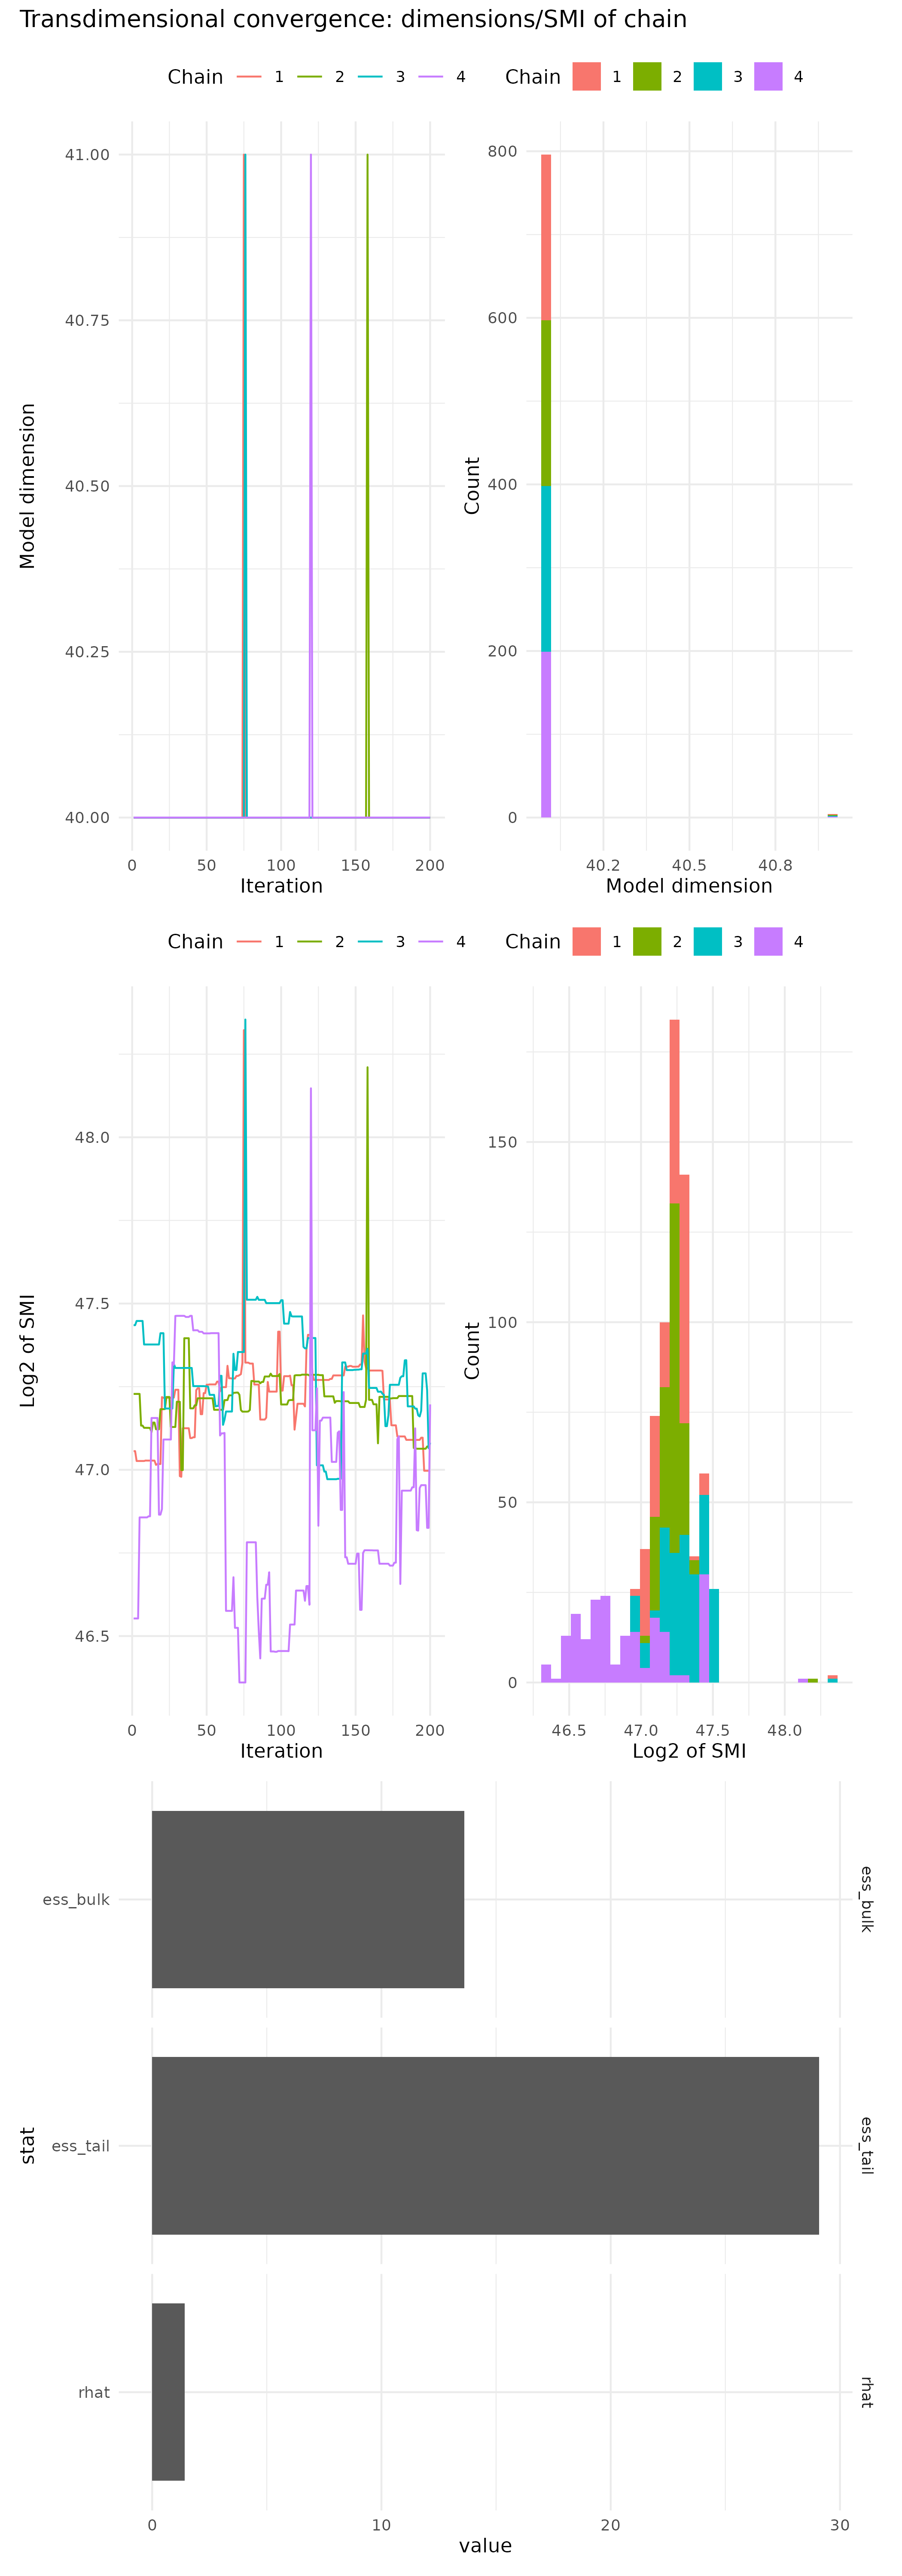 Transdimensional convergence: dimensions/SMI of chain
Chain 1 2 3 4
Chain 1 2 3 4
41.00
40.75
40.50
40.25
40.00
Model dimension
0 50 100 150 200
Iteration
800
600
400
200
0
Count
40.2 40.5 40.8
Model dimension
Chain 1 2 3 4
Chain 1 2 3 4
48.0
47.5
47.0
46.5
Log2 of SMI
0 50 100 150 200
Iteration
150
100
50
0
Count
46.5 47.0 47.5 48.0
Log2 of SMI
ess_bulk
ess_bulk
ess_tail
ess_tail
rhat
rhat
stat
0 10 20 30
value